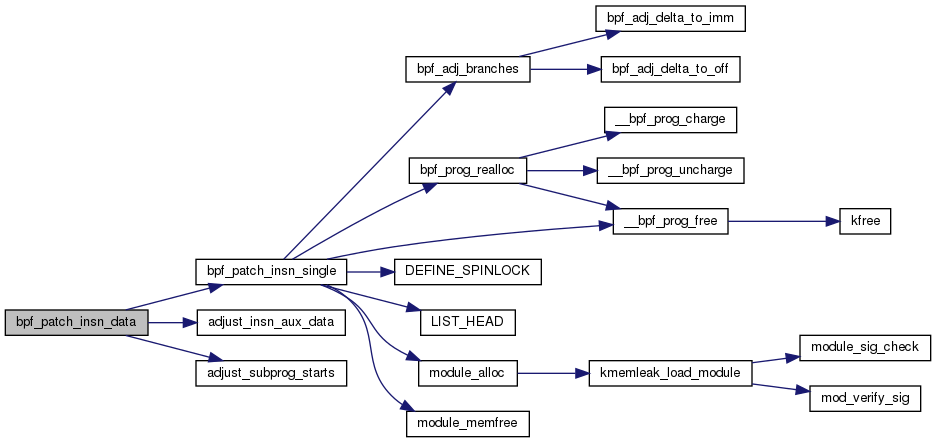 bpf_adj_delta_to_imm
bpf_adj_branches
bpf_adj_delta_to_off
__bpf_prog_charge
bpf_prog_realloc
__bpf_prog_uncharge
__bpf_prog_free
kfree
bpf_patch_insn_single
DEFINE_SPINLOCK
bpf_patch_insn_data
adjust_insn_aux_data
LIST_HEAD
module_sig_check
adjust_subprog_starts
module_alloc
kmemleak_load_module
mod_verify_sig
module_memfree